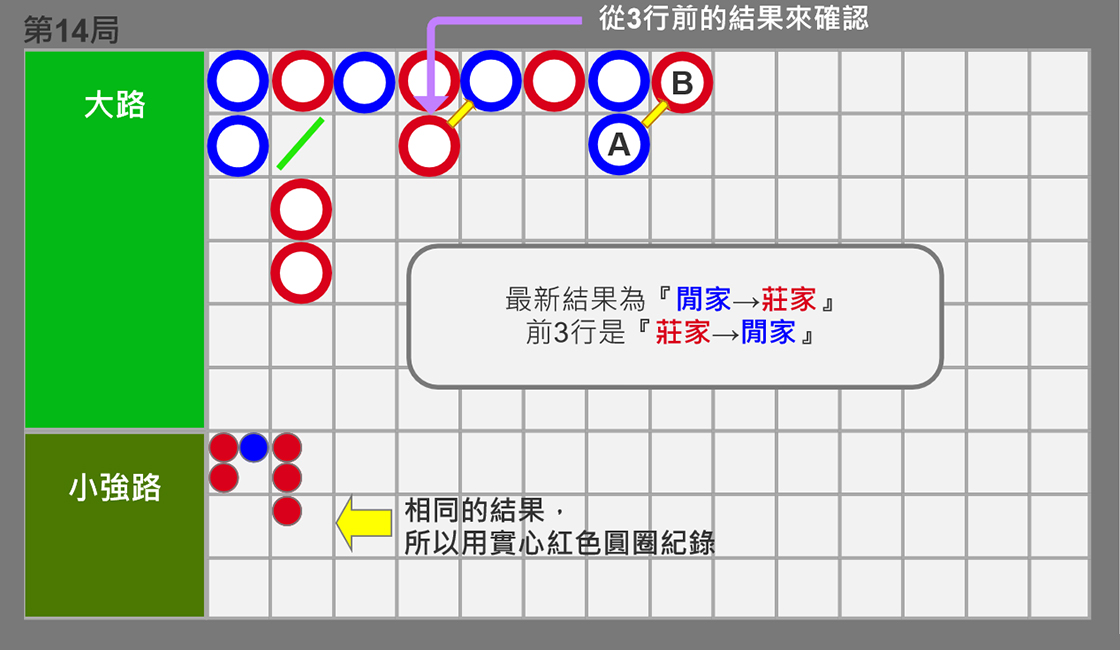 第14局
從3行前的結果來確認
大路
B
A
最新結果為『閒家→莊家』
前3行是『莊家→閒家』
小強路
相同的結果，
所以用實心紅色圓圈紀錄